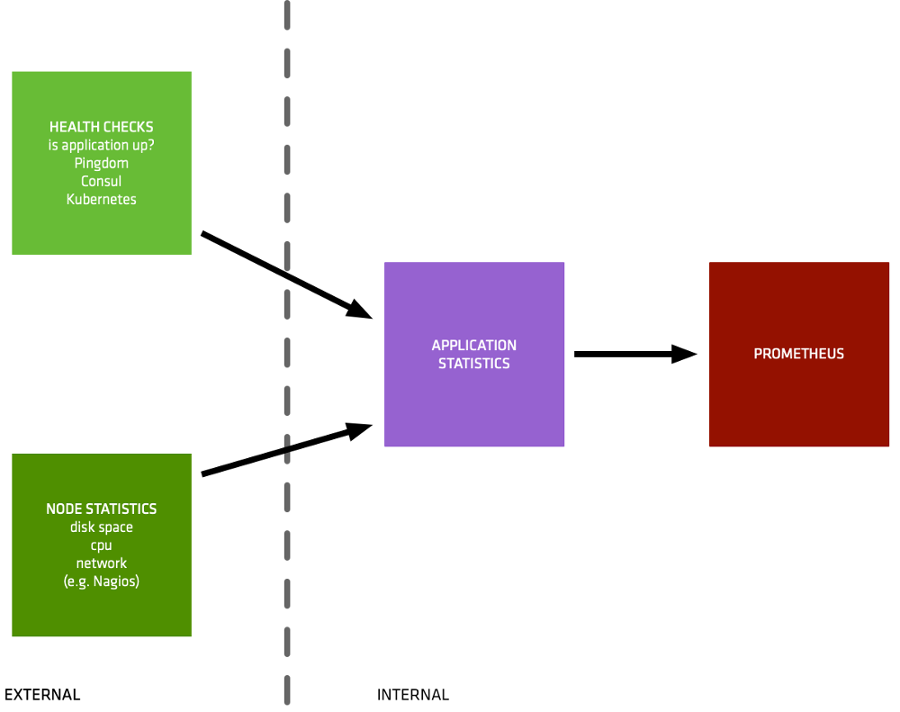 HEALTH CHECKS
is application up?
Pingdom
Consul
Kubernetes
APPLICATION
STATISTICS
PROMETHEUS
NODE STATISTICS
disk space
cpu
network
(e.g. Nagios)
EXTERNAL
INTERNAL